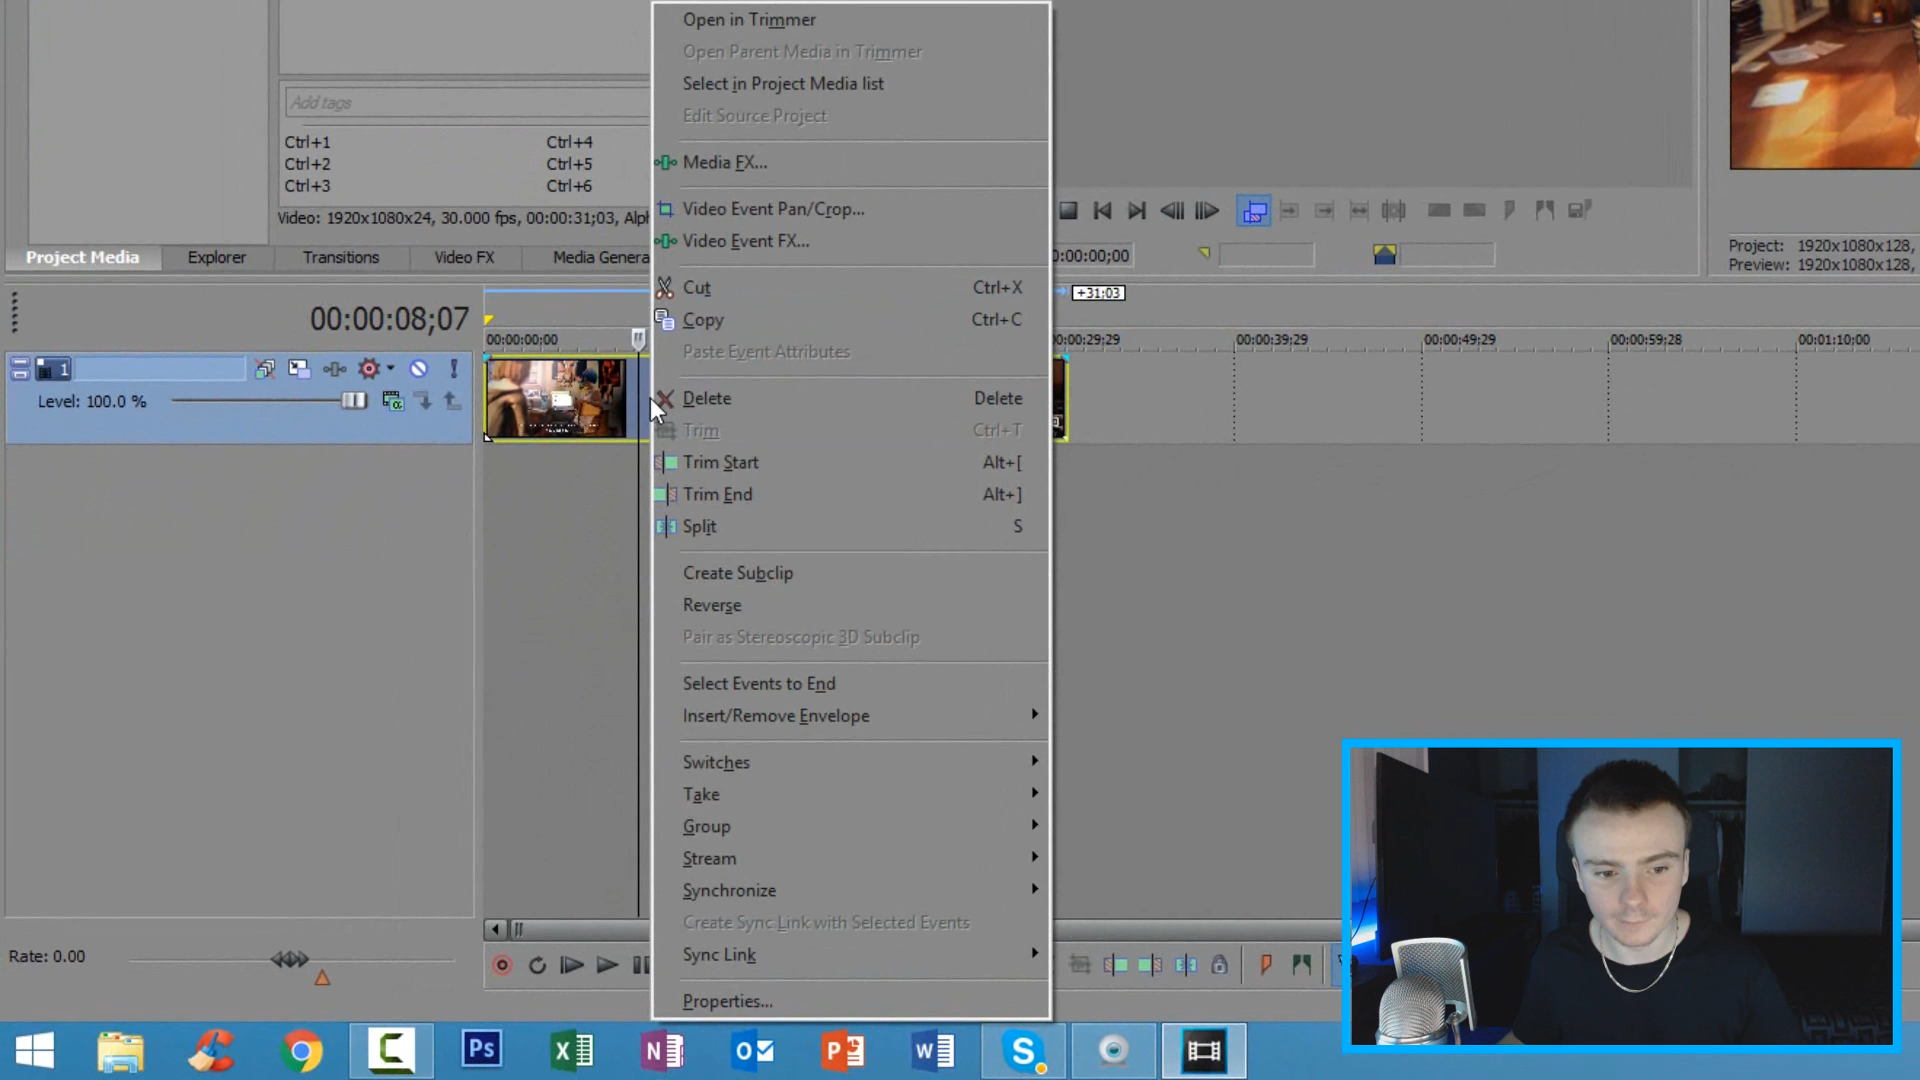 Open in Trimmer
Open Parent Media in Trimmer
Select in Project Media list
Edit Source Project
Media FX...
Video Event Pan/Crop...
Video Event FX...
Cut Ctrl+X
Copy Ctrl+C
Paste Event Attributes
Delete Delete
Trim Ctrl+T
Trim Start Alt+[
Trim End Alt+]
Split S
Create Subclip
Reverse
Pair as Stereoscopic 3D Subclip
Select Events to End
Insert/Remove Envelope
Switches
Take
Group
Stream
Synchronize
Create Sync Link with Selected Events
Sync Link
Properties...
Add tags
Ctrl+1 Ctrl+4
Ctrl+2 Ctrl+5
Ctrl+3 Ctrl+6
Video: 1920x1080x24, 30.000 fps, 00:00:31;03,
Project Media Explorer Transitions Video FX Media
:00:00;00
Project: 1920x1080x128,
Preview: 1920x1080x128,
+31;03
00:00:08;07
00:00:00;00 :00:29;29 00:00:39;29 00:00:49;29 00:00:59;28 00:01:10;00
1
Level: 100.0 %
Rate: 0.00
Ps X N O P W S